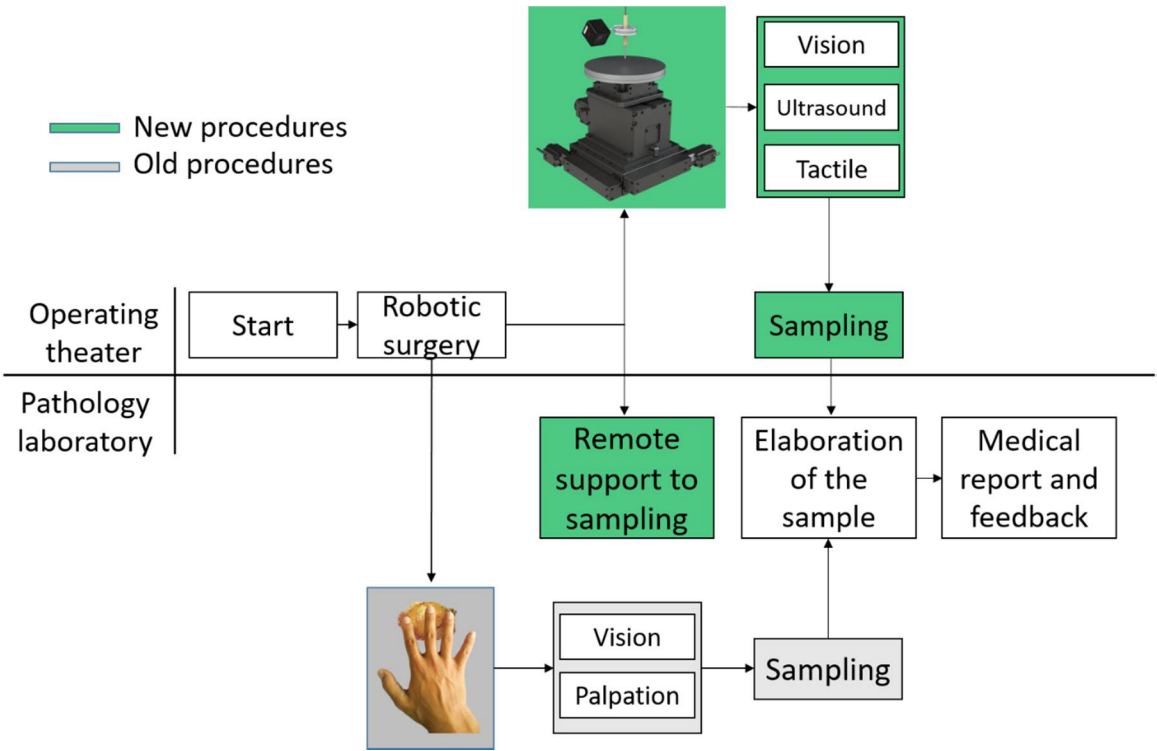 Vision
Ultrasound
Tactile
New procedures
Old procedures
Operating
theater
Start
Robotic
surgery
Sampling
Pathology
laboratory
Remote
support to
sampling
Elaboration
of the
sample
Medical
report and
feedback
Vision
Palpation
Sampling